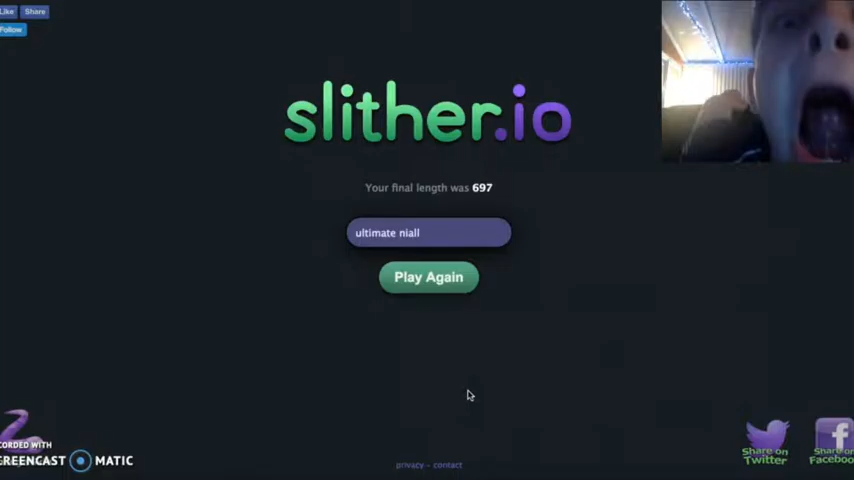 Like Share
Follow
slither.io
Your final length was 697
ultimate niall
Play Again
CORDED WITH
REENCAST MATIC
Share on
Twitter
Share on
Faceboo
privacy - contact